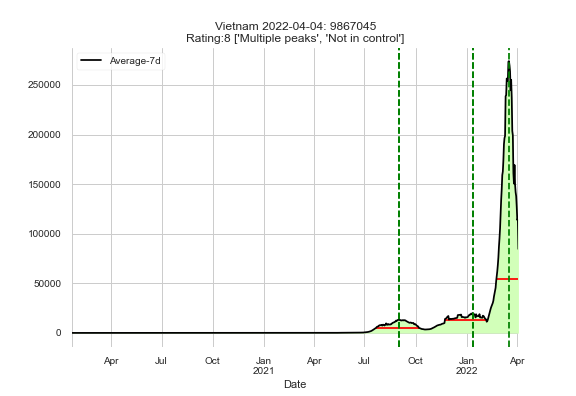 Vietnam 2022-04-04: 9867045
Rating:8 ['Multiple peaks', 'Not in control']
Average-7d
250000
200000
150000
100000
50000
0
Apr Jul Oct Jan Apr Jul Oct Jan Apr
2021 2022
Date